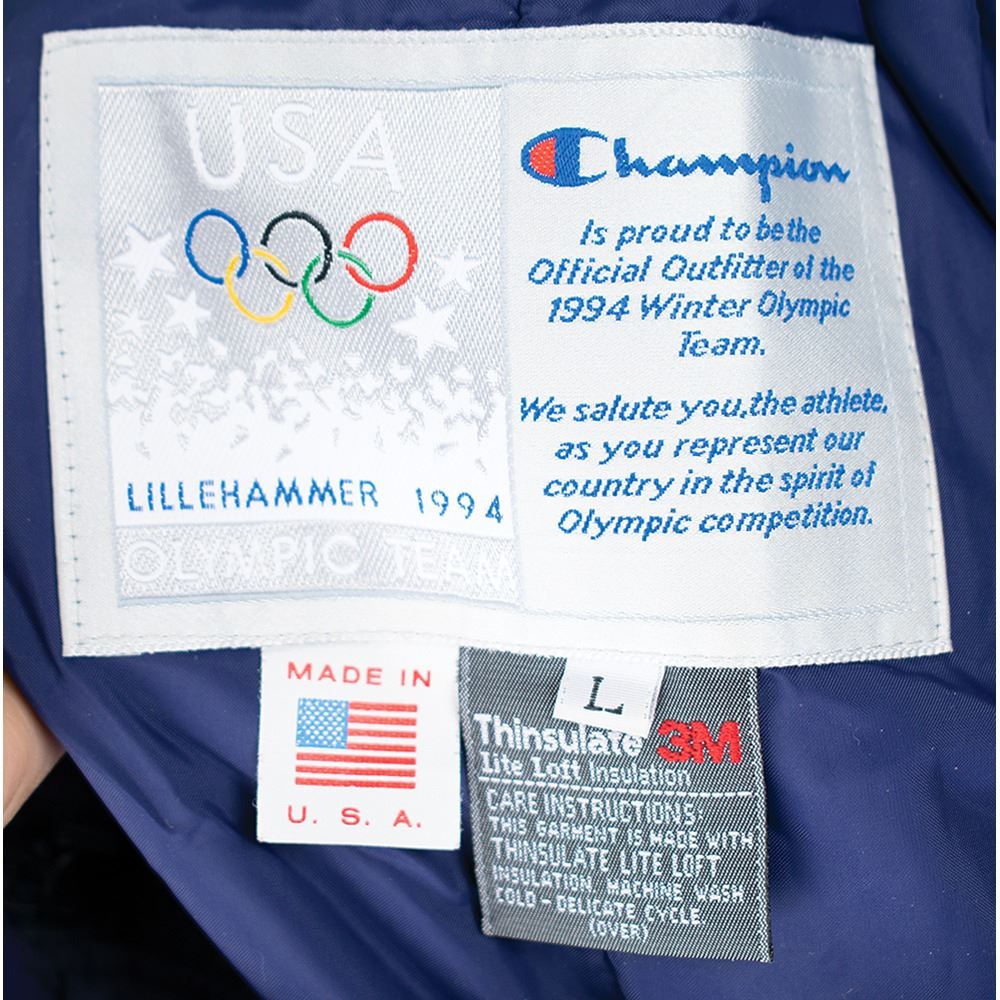 USA
LILLEHAMMER 1994
OLYMPIC TEAM
Champion
Is proud to be the
Official Outfitter of the
1994 Winter Olympic
Team.
We salute you, the athlete,
as you represent our
country in the spirit of
Olympic competition.
MADE IN
U. S. A.
L
Thinsulate 3M
Lite Loft Insulation
CARE INSTRUCTIONS:
THIS GARMENT IS MADE WITH
THINSULATE LITE LOFT
INSULATION, MACHINE WASH
COLD - DELICATE CYCLE
(OVER)